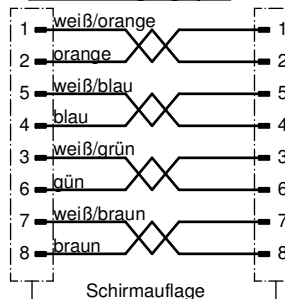 1 weiß/orange 1
2 orange 2
5 weiß/blau 5
4 blau 4
3 weiß/grün 3
6 gün 6
7 weiß/braun 7
8 braun 8
Schirmauflage